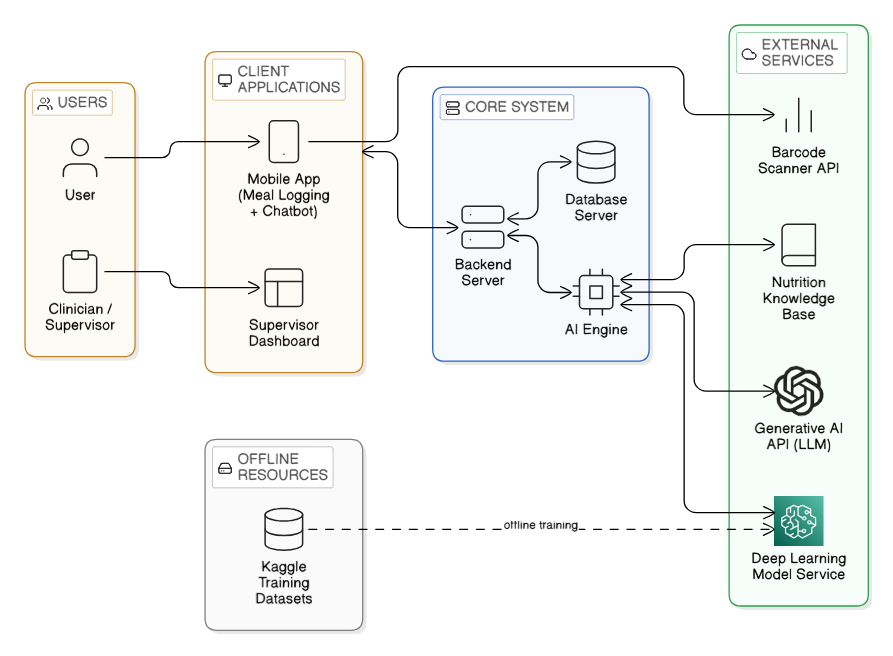 USERS
User
Clinician /
Supervisor
CLIENT
APPLICATIONS
Mobile App
(Meal Logging
+ Chatbot)
Supervisor
Dashboard
CORE SYSTEM
Database
Server
Backend
Server
AI Engine
EXTERNAL
SERVICES
Barcode
Scanner API
Nutrition
Knowledge
Base
Generative AI
API (LLM)
Deep Learning
Model Service
OFFLINE
RESOURCES
Kaggle
Training
Datasets
offline training